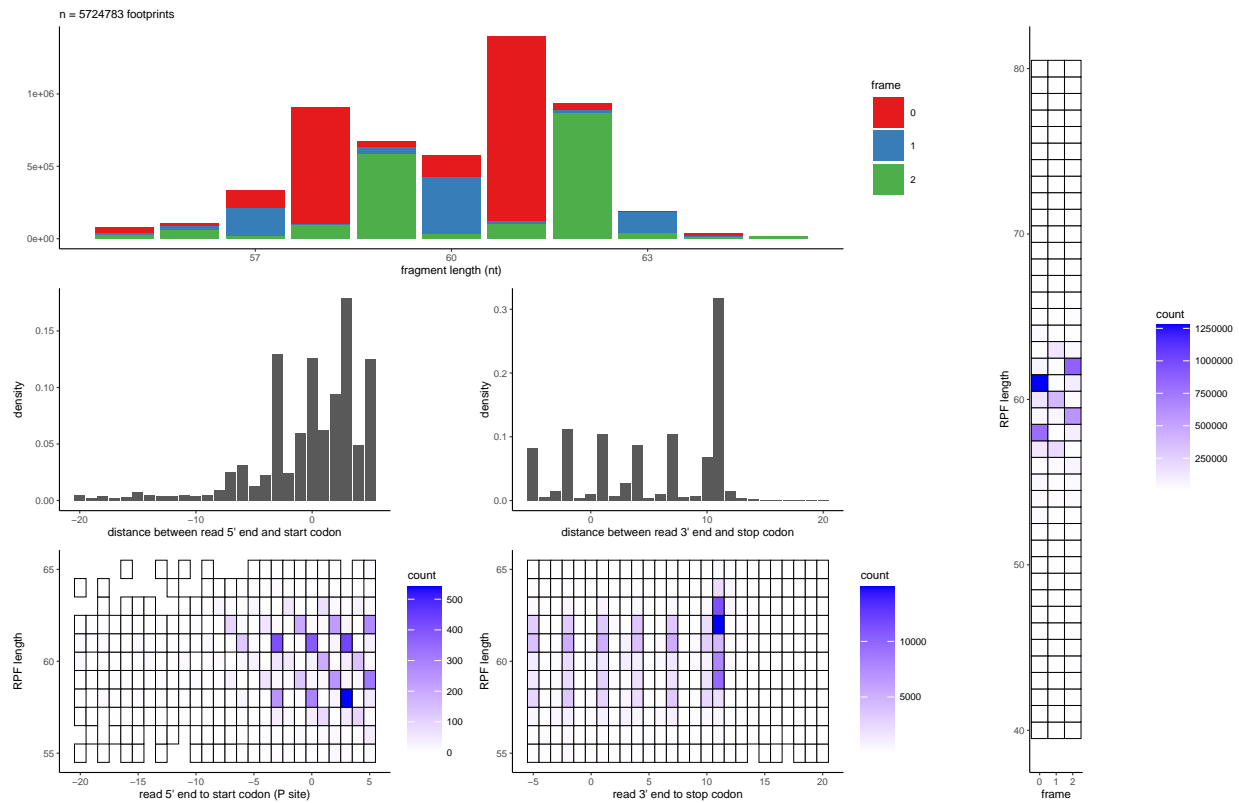 n = 5724783 footprints
1e+06
5e+05
0e+00
57 60 63
fragment length (nt)
frame
0
1
2
0.15
0.10
0.05
0.00
density
−20 −10 0
distance between read 5' end and start codon
0.3
0.2
0.1
0.0
density
0 10 20
distance between read 3' end and stop codon
65
60
55
RPF length
−20 −15 −10 −5 0 5
read 5' end to start codon (P site)
count
500
400
300
200
100
0
65
60
55
RPF length
−5 0 5 10 15 20
read 3' end to stop codon
count
10000
5000
80
70
60
50
40
RPF length
0 1 2
frame
count
1250000
1000000
750000
500000
250000